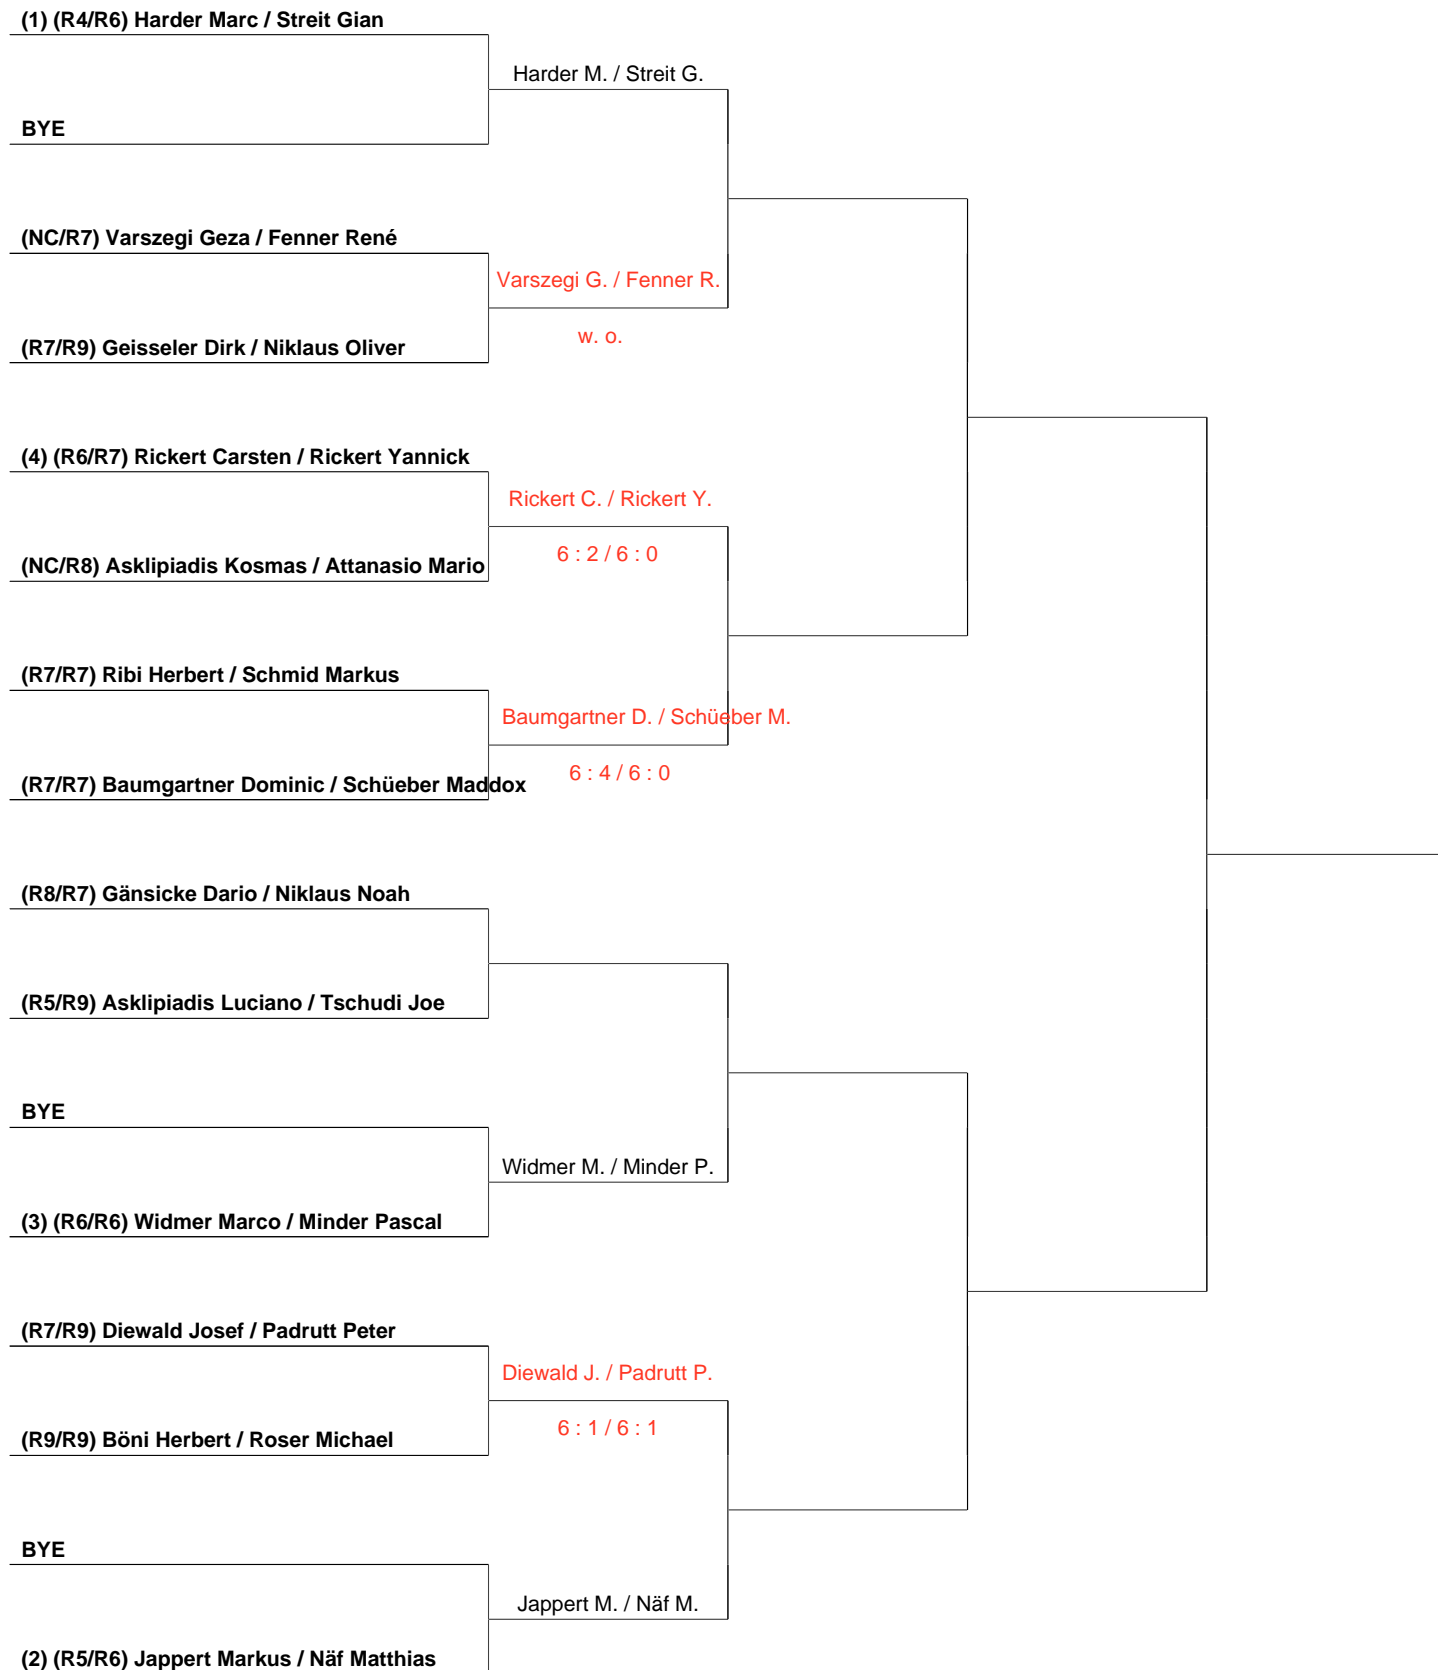 (1) (R4/R6) Harder Marc / Streit Gian
Harder M. / Streit G.
BYE
(NC/R7) Varszegi Geza / Fenner René
Varszegi G. / Fenner R.
w. o.
(R7/R9) Geisseler Dirk / Niklaus Oliver
(4) (R6/R7) Rickert Carsten / Rickert Yannick
Rickert C. / Rickert Y.
6 : 2 / 6 : 0
(NC/R8) Asklipiadis Kosmas / Attanasio Mario
(R7/R7) Ribi Herbert / Schmid Markus
Baumgartner D. / Schüeber M.
6 : 4 / 6 : 0
(R7/R7) Baumgartner Dominic / Schüeber Maddox
(R8/R7) Gänsicke Dario / Niklaus Noah
(R5/R9) Asklipiadis Luciano / Tschudi Joe
BYE
Widmer M. / Minder P.
(3) (R6/R6) Widmer Marco / Minder Pascal
(R7/R9) Diewald Josef / Padrutt Peter
Diewald J. / Padrutt P.
6 : 1 / 6 : 1
(R9/R9) Böni Herbert / Roser Michael
BYE
Jappert M. / Näf M.
(2) (R5/R6) Jappert Markus / Näf Matthias